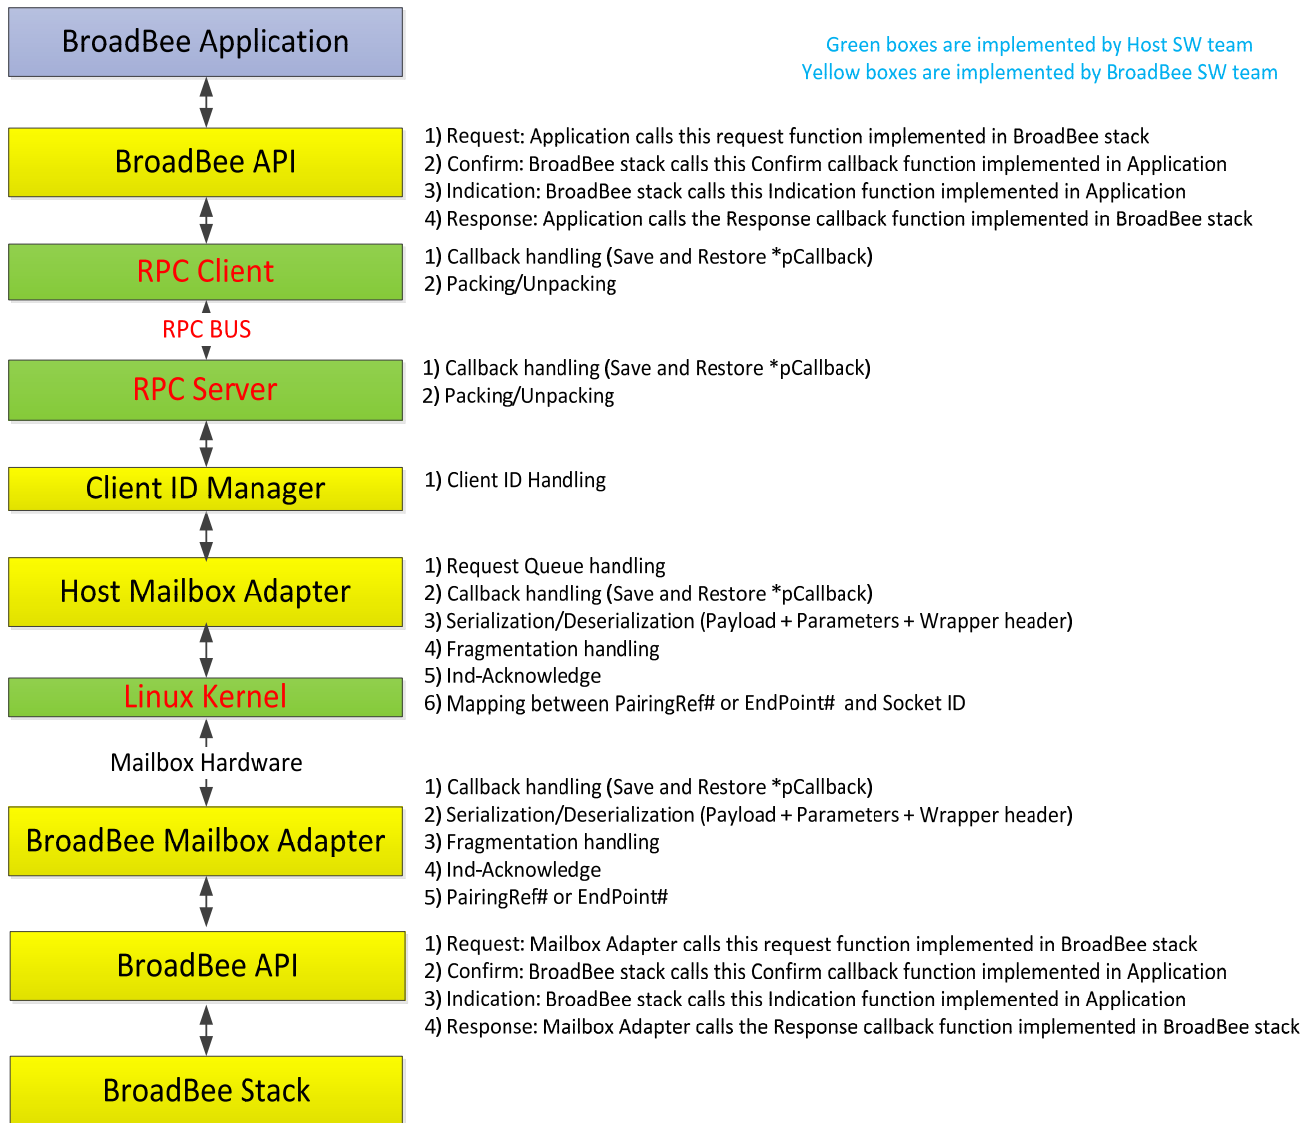 BroadBee Application
Green boxes are implemented by Host SW team
Yellow boxes are implemented by BroadBee SW team
BroadBee API
1) Request: Application calls this request function implemented in BroadBee stack
2) Confirm: BroadBee stack calls this Confirm callback function implemented in Application
3) Indication: BroadBee stack calls this Indication function implemented in Application
4) Response: Application calls the Response callback function implemented in BroadBee stack
RPC Client
1) Callback handling (Save and Restore *pCallback)
2) Packing/Unpacking
RPC BUS
RPC Server
1) Callback handling (Save and Restore *pCallback)
2) Packing/Unpacking
Client ID Manager
1) Client ID Handling
Host Mailbox Adapter
1) Request Queue handling
2) Callback handling (Save and Restore *pCallback)
3) Serialization/Deserialization (Payload + Parameters + Wrapper header)
4) Fragmentation handling
5) Ind-Acknowledge
6) Mapping between PairingRef# or EndPoint# and Socket ID
Linux Kernel
Mailbox Hardware
BroadBee Mailbox Adapter
1) Callback handling (Save and Restore *pCallback)
2) Serialization/Deserialization (Payload + Parameters + Wrapper header)
3) Fragmentation handling
4) Ind-Acknowledge
5) PairingRef# or EndPoint#
BroadBee API
1) Request: Mailbox Adapter calls this request function implemented in BroadBee stack
2) Confirm: BroadBee stack calls this Confirm callback function implemented in Application
3) Indication: BroadBee stack calls this Indication function implemented in Application
4) Response: Mailbox Adapter calls the Response callback function implemented in BroadBee stack
BroadBee Stack